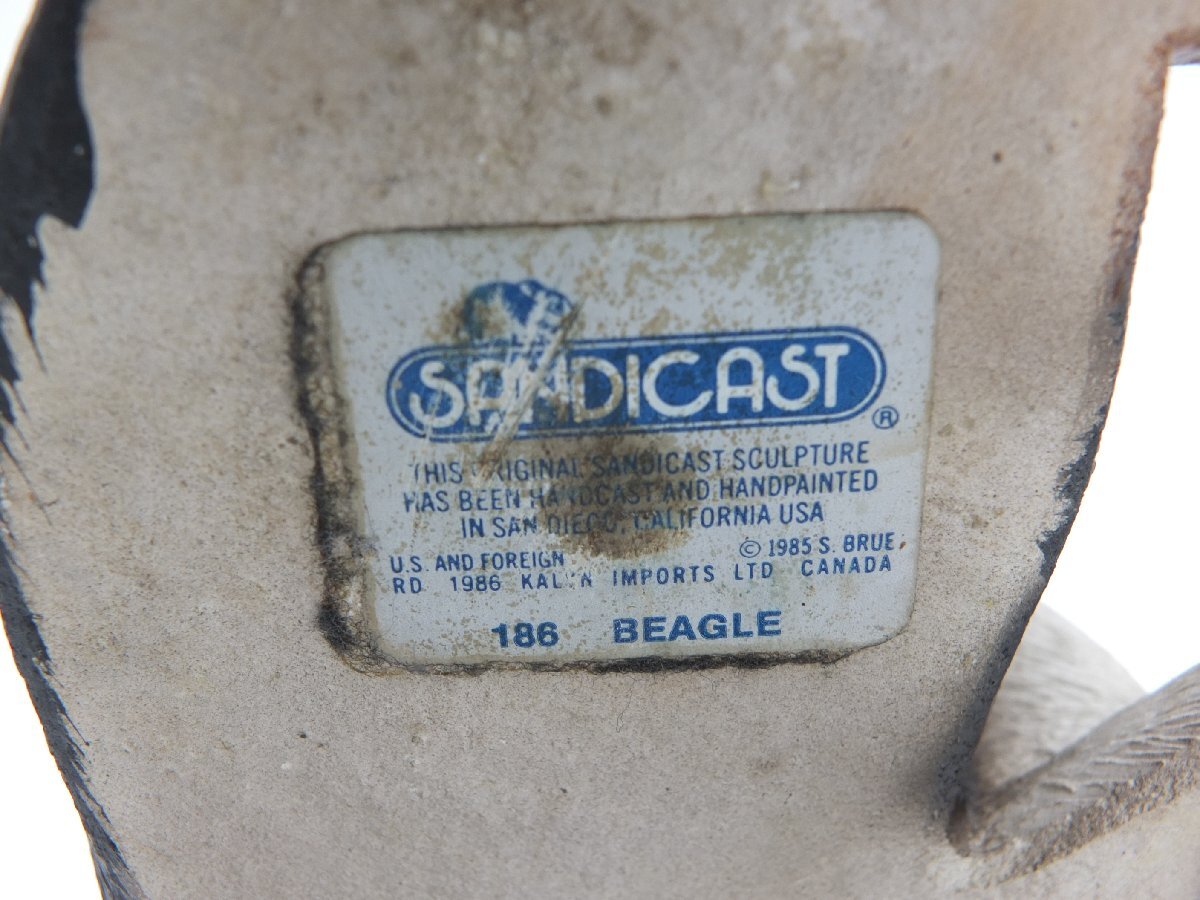 SANDICAST
®
THIS ORIGINAL SANDICAST SCULPTURE
HAS BEEN HANDCAST AND HANDPAINTED
IN SAN DIEGO, CALIFORNIA USA
U.S. AND FOREIGN © 1985 S. BRUE
RD 1986 IMPORTS LTD CANADA
186 BEAGLE